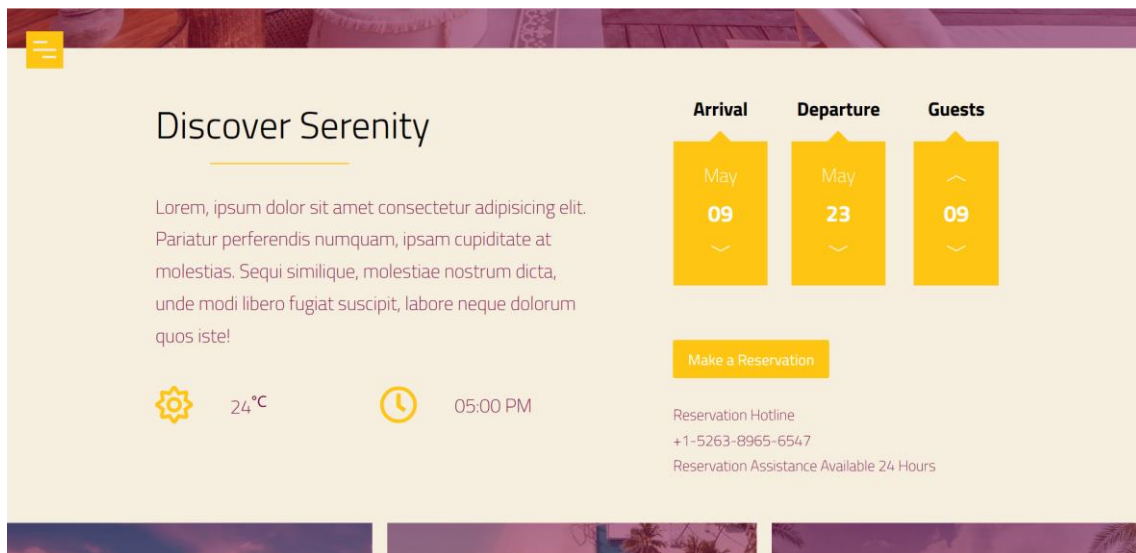 Discover Serenity
Lorem, ipsum dolor sit amet consectetur adipisicing elit.
Pariatur perferendis numquam, ipsam cupiditate at
molestias. Sequi similique, molestiae nostrum dicta,
unde modi libero fugiat suscipit, labore neque dolorum
quos iste!
24°C
05:00 PM
Arrival
Departure
Guests
May
09
May
23
09
Make a Reservation
Reservation Hotline
+1-5263-8965-6547
Reservation Assistance Available 24 Hours